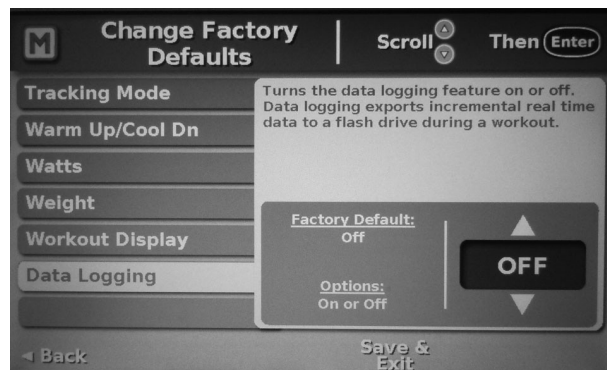 M
Change Factory
Defaults
Scroll
Then Enter
Tracking Mode
Warm Up/Cool Dn
Watts
Weight
Workout Display
Data Logging
Turns the data logging feature on or off.
Data logging exports incremental real time
data to a flash drive during a workout.
Factory Default:
Off
Options:
On or Off
OFF
Back
Save &
Exit